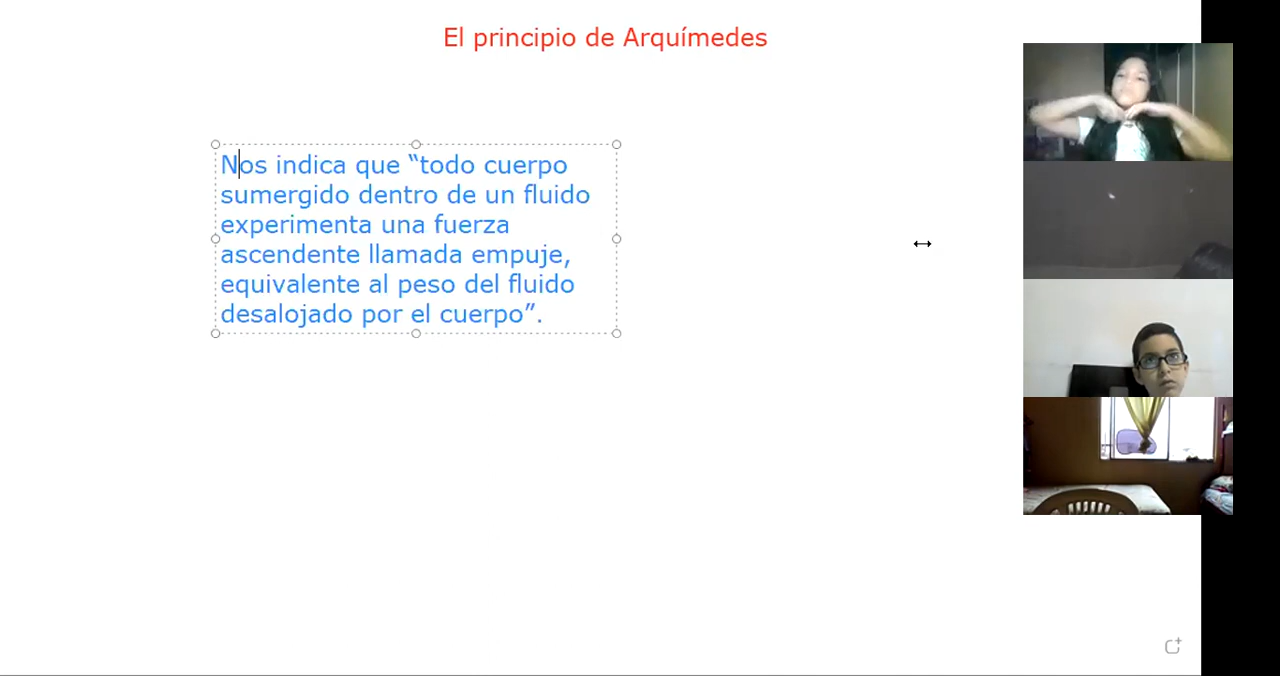 El principio de Arquímedes
Nos indica que “todo cuerpo
sumergido dentro de un fluido
experimenta una fuerza
ascendente llamada empuje,
equivalente al peso del fluido
desalojado por el cuerpo”.